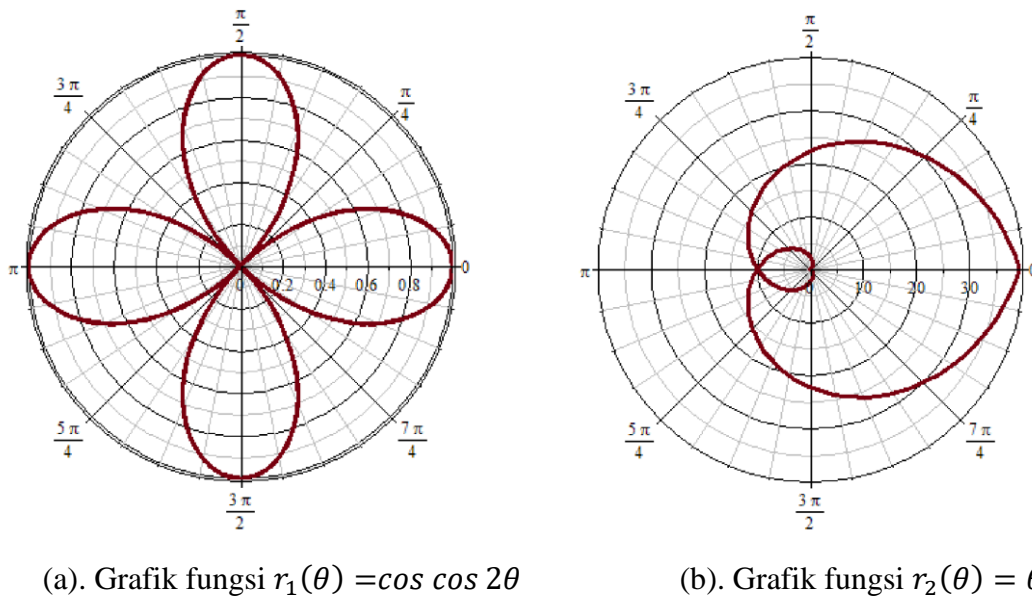 π/2
π/2
3π/4
π/4
3π/4
π/4
π
0
0.2
0.4
0.6
0.8
0
π
10
20
30
0
5π/4
7π/4
5π/4
7π/4
3π/2
3π/2
(a). Grafik fungsi r₁(θ) =cos cos 2θ
(b). Grafik fungsi r₂(θ) =